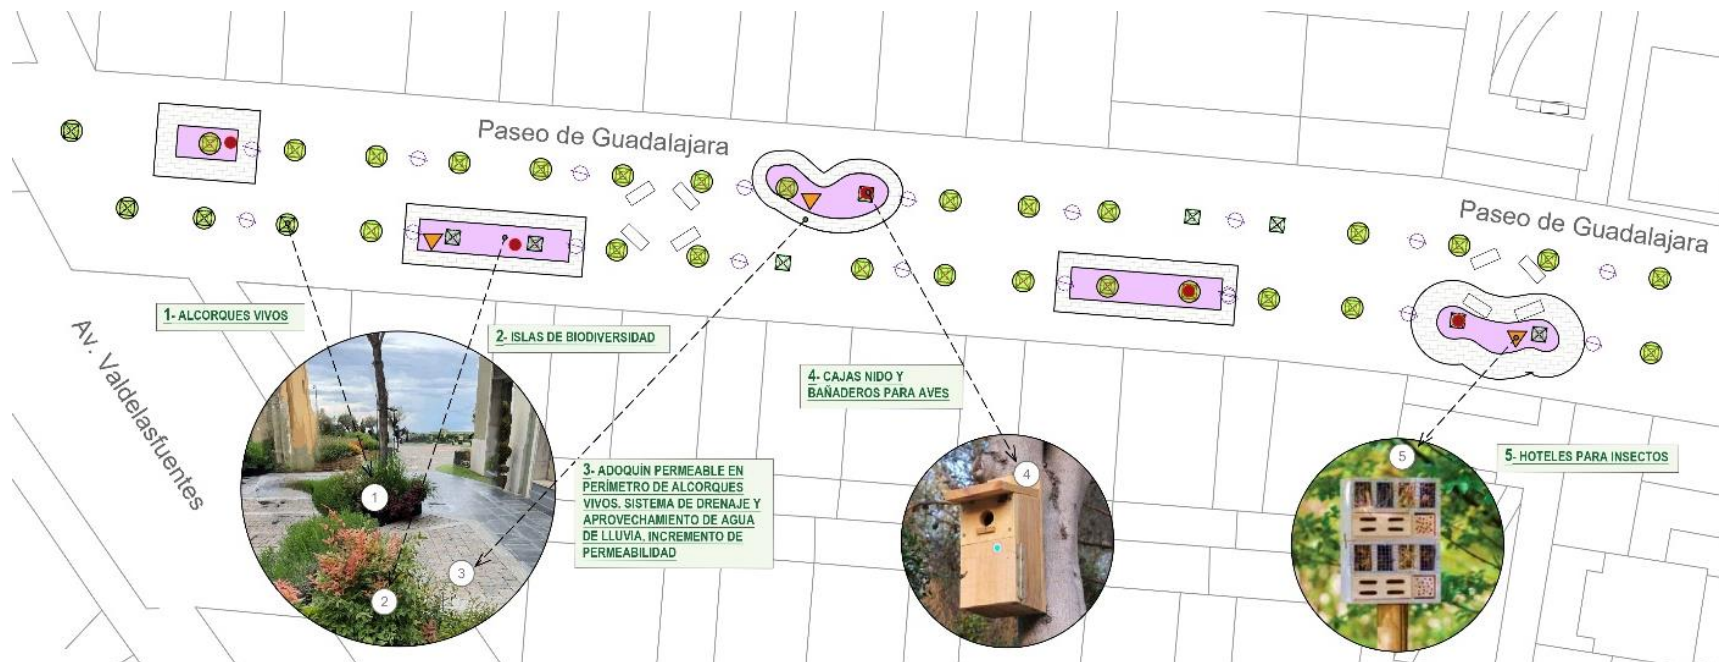 Paseo de Guadalajara
Paseo de Guadalajara
Av. Valdelasfuentes
1- ALCORQUES VIVOS
2- ISLAS DE BIODIVERSIDAD
3- ADOQUÍN PERMEABLE EN
PERÍMETRO DE ALCORQUES
VIVOS. SISTEMA DE DRENAJE Y
APROVECHAMIENTO DE AGUA
DE LLUVIA, INCREMENTO DE
PERMEABILIDAD
4- CAJAS NIDO Y
BAÑADEROS PARA AVES
5- HOTELES PARA INSECTOS
1
2
3
4
5